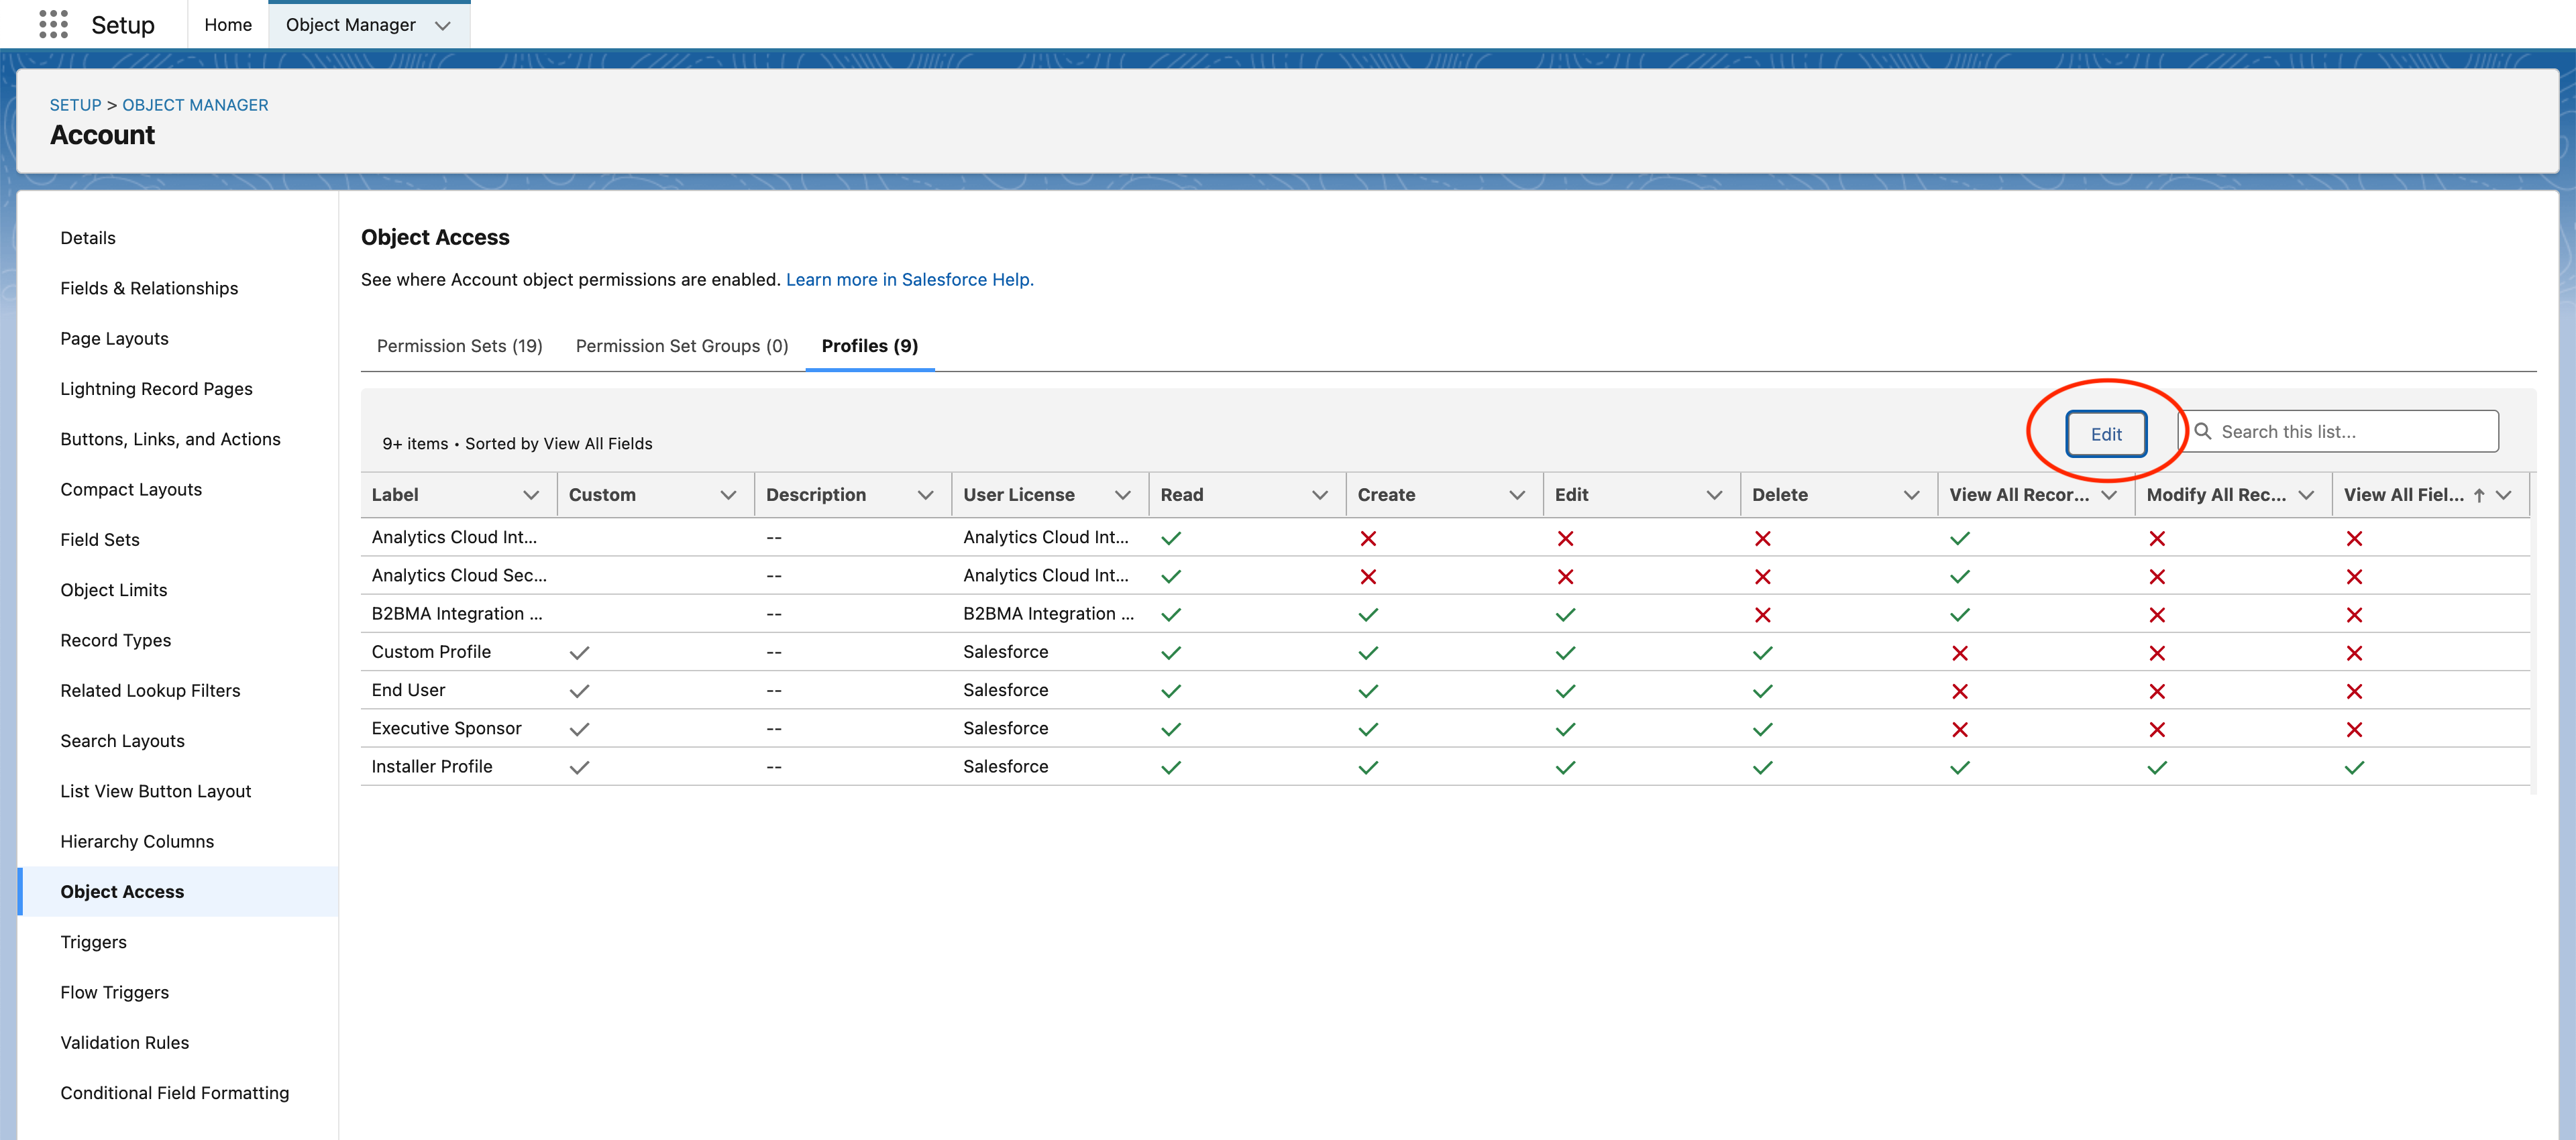 Setup
Home
Object Manager
SETUP > OBJECT MANAGER
Account
Details
Fields & Relationships
Page Layouts
Lightning Record Pages
Buttons, Links, and Actions
Compact Layouts
Field Sets
Object Limits
Record Types
Related Lookup Filters
Search Layouts
List View Button Layout
Hierarchy Columns
Object Access
Triggers
Flow Triggers
Validation Rules
Conditional Field Formatting
Object Access
See where Account object permissions are enabled. Learn more in Salesforce Help.
Permission Sets (19) Permission Set Groups (0) Profiles (9)
9+ items • Sorted by View All Fields
Edit
Search this list...
Label Custom Description User License Read Create Edit Delete View All Recor... Modify All Rec... View All Fiel...
Analytics Cloud Int... -- Analytics Cloud Int...
Analytics Cloud Sec... -- Analytics Cloud Int...
B2BMA Integration ... -- B2BMA Integration ...
Custom Profile -- Salesforce
End User -- Salesforce
Executive Sponsor -- Salesforce
Installer Profile -- Salesforce